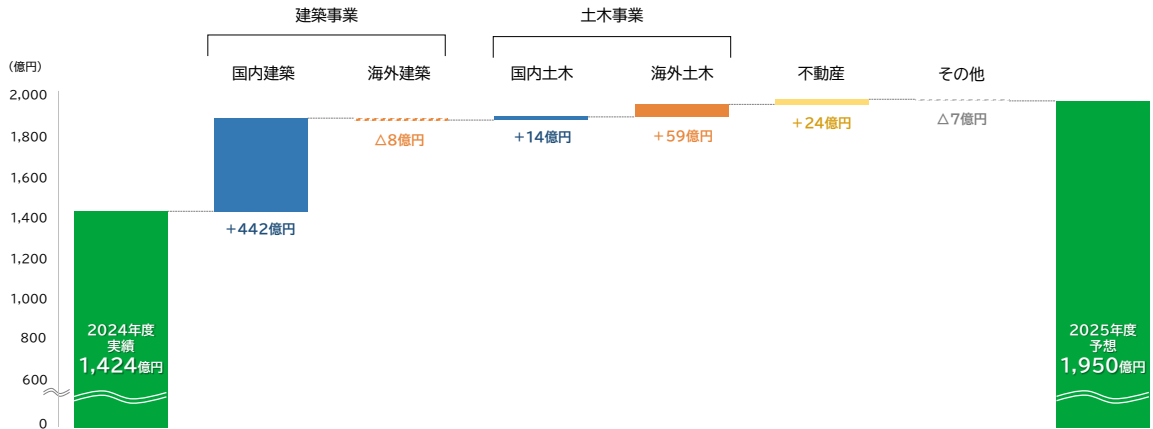 建築事業
土木事業
(億円)
国内建築
海外建築
国内土木
海外土木
不動産
その他
2,000
1,800
1,600
1,400
1,200
1,000
800
600
0
+442億円
△8億円
+14億円
+59億円
+24億円
△7億円
2024年度
実績
1,424億円
2025年度
予想
1,950億円